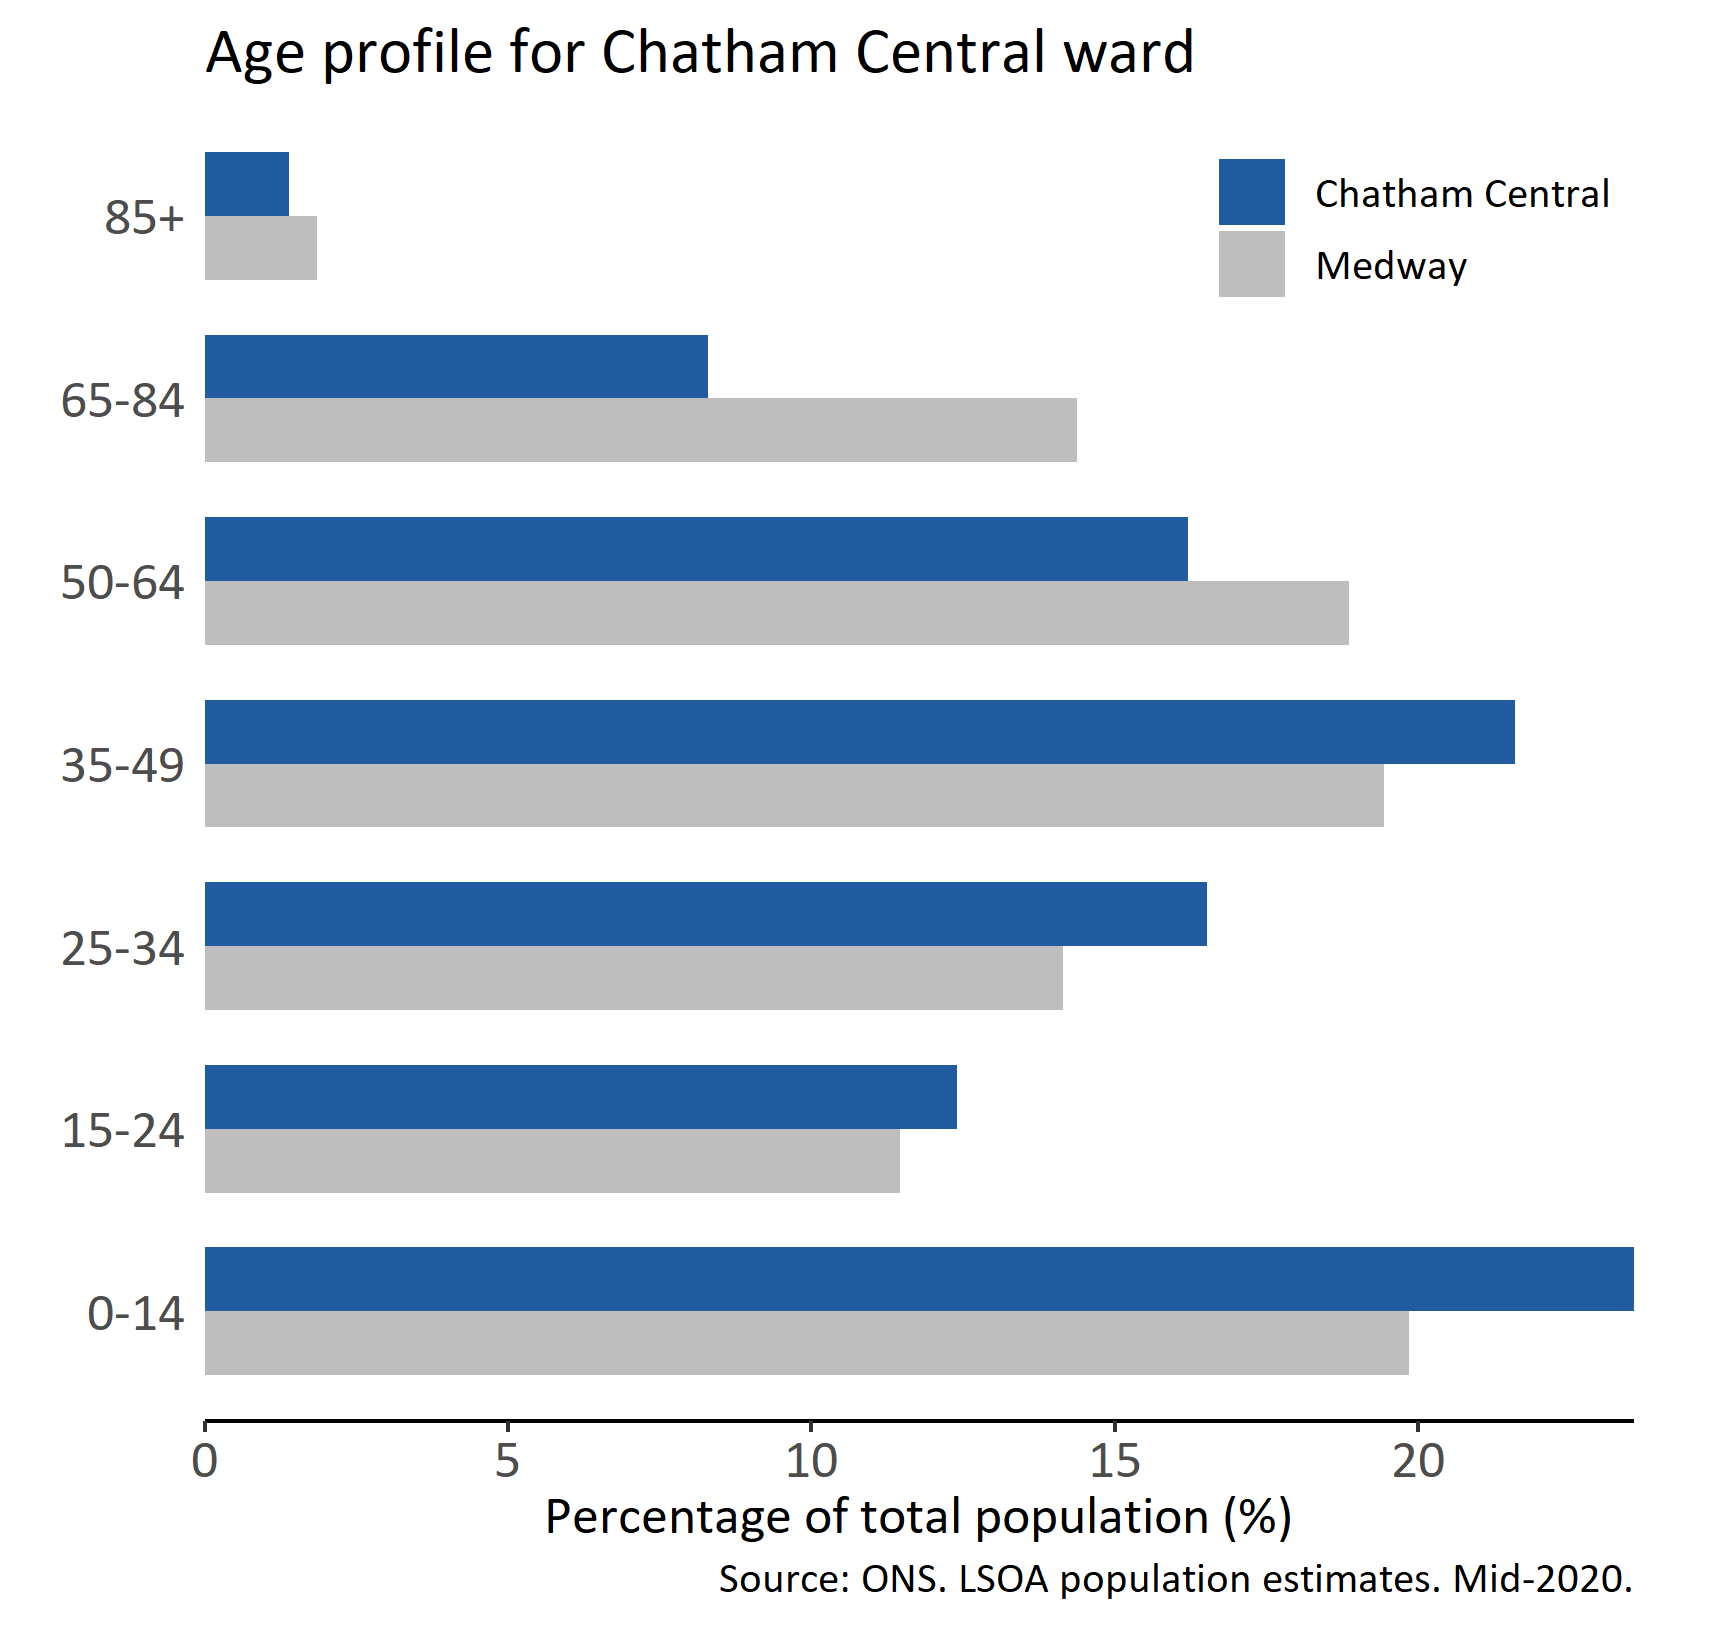 Age profile for Chatham Central ward
Chatham Central
Medway
85+
65-84
50-64
35-49
25-34
15-24
0-14
0 5 10 15 20
Percentage of total population (%)
Source: ONS. LSOA population estimates. Mid-2020.